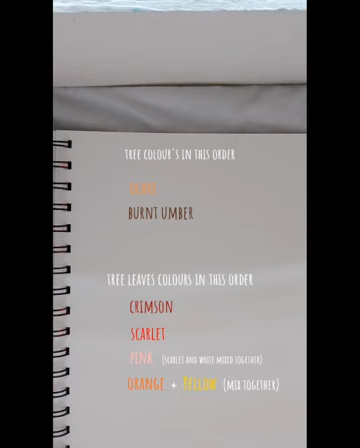 TREE COLOUR'S IN THIS ORDER
BURNT UMBER
TREE LEAVES COLOURS IN THIS ORDER
CRIMSON
SCARLET
PINK (SCARLET AND WHITE MIXED TOGETHER)
ORANGE + YELLOW (MIX TOGETHER)